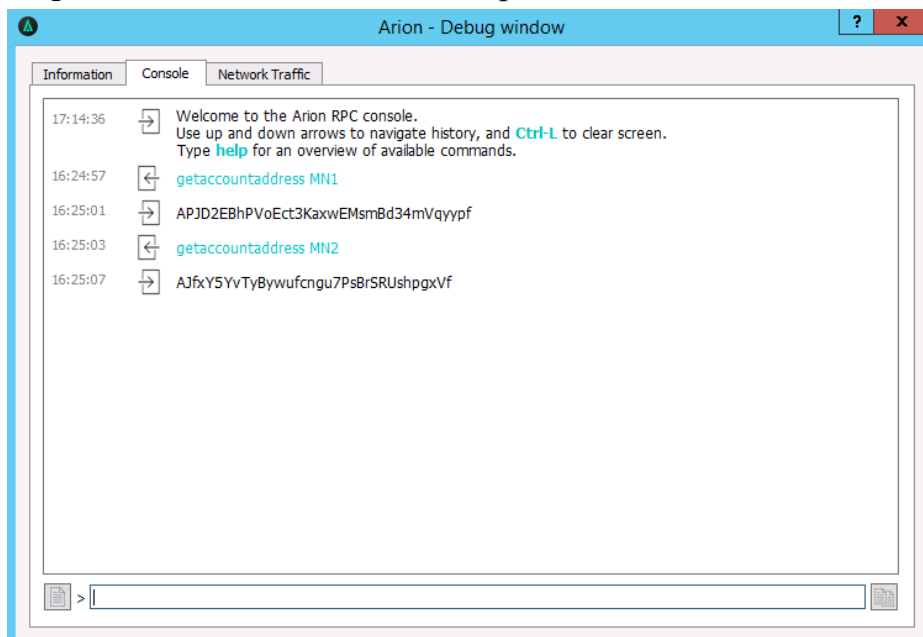 Arion - Debug window
? x
Information Console Network Traffic
17:14:36 Welcome to the Arion RPC console.
Use up and down arrows to navigate history, and Ctrl-L to clear screen.
Type help for an overview of available commands.
16:24:57 getaccountaddress MN1
16:25:01 APJD2EBhPVoEct3KaxwEMsmBd34mVqyypf
16:25:03 getaccountaddress MN2
16:25:07 AJfxY5YvTyBywufcngu7PsBrSRUshpgxVf
>